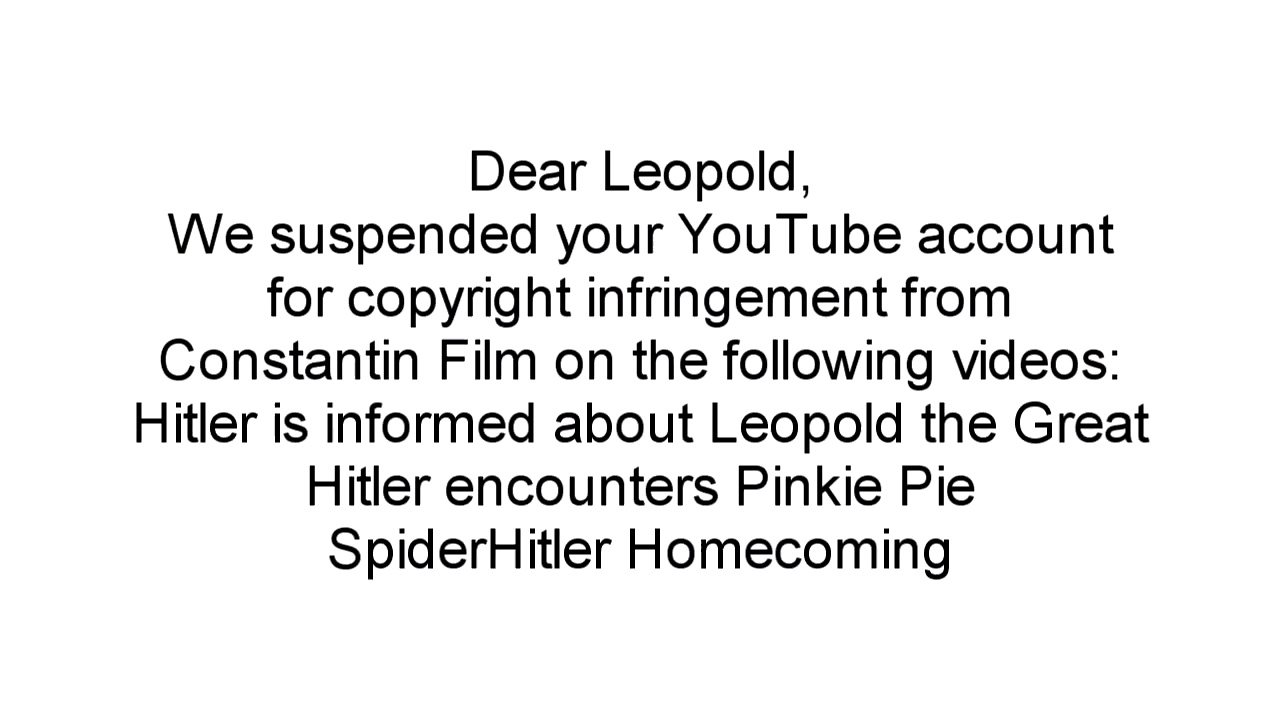 Dear Leopold,
We suspended your YouTube account
for copyright infringement from
Constantin Film on the following videos:
Hitler is informed about Leopold the Great
Hitler encounters Pinkie Pie
SpiderHitler Homecoming